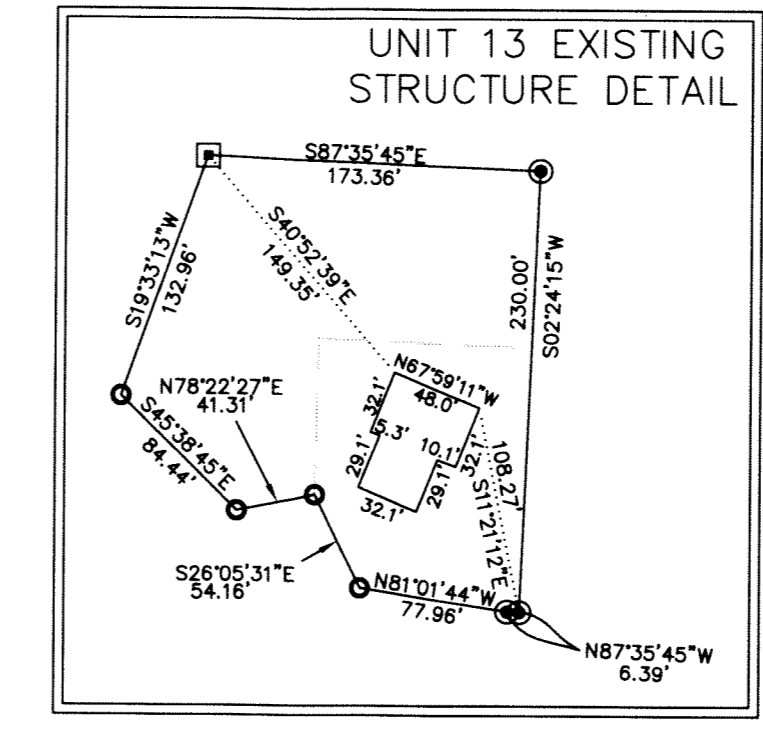 UNIT 13 EXISTING
STRUCTURE DETAIL
S87°35'45"E
173.36'
S19°33'13"W
132.96'
S40°52'39"E
149.35'
230.00'
S02°24'15"W
N67°59'11"W
48.0'
N78°22'27"E
41.31'
32.1'
5.3'
10.1'
32.1'
29.1'
29.1'
32.1'
108.27'
S11°21'12"E
S45°38'45"E
84.44'
S26°05'31"E
54.16'
N81°01'44"W
77.96'
N87°35'45"W
6.39'